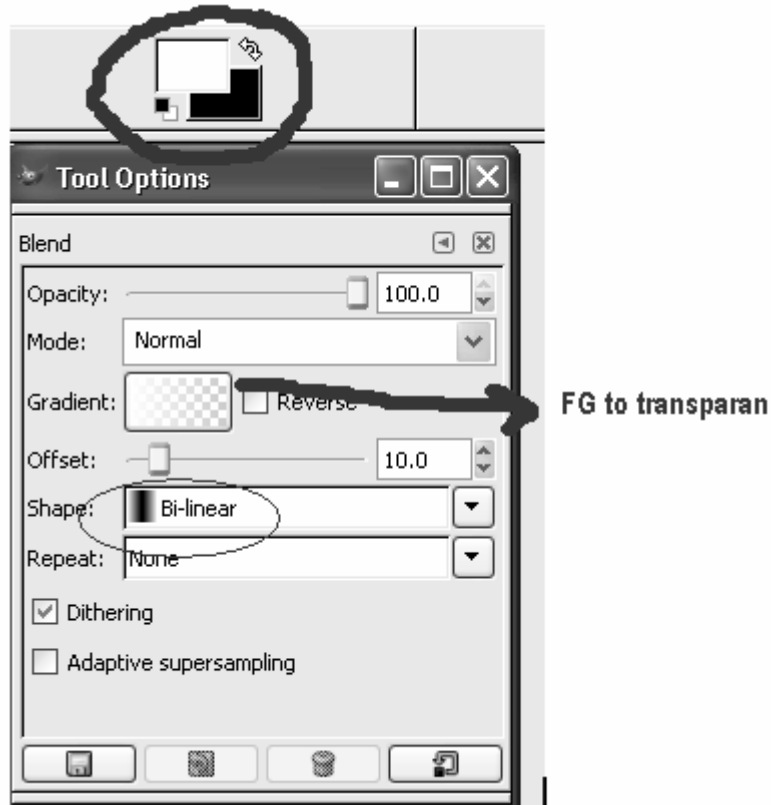 Tool Options
Blend
Opacity: 100.0
Mode: Normal
Gradient: Reverse
FG to transparan
Offset: 10.0
Shape: Bi-linear
Repeat: None
Dithering
Adaptive supersampling